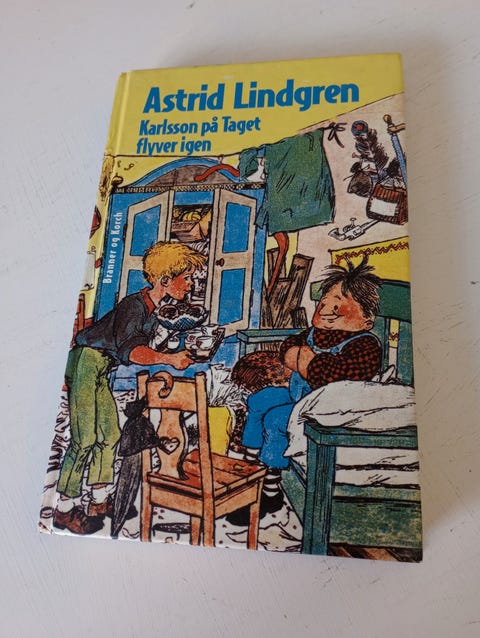 Astrid Lindgren
Karlsson på Taget
flyver igen
Branner og Korch